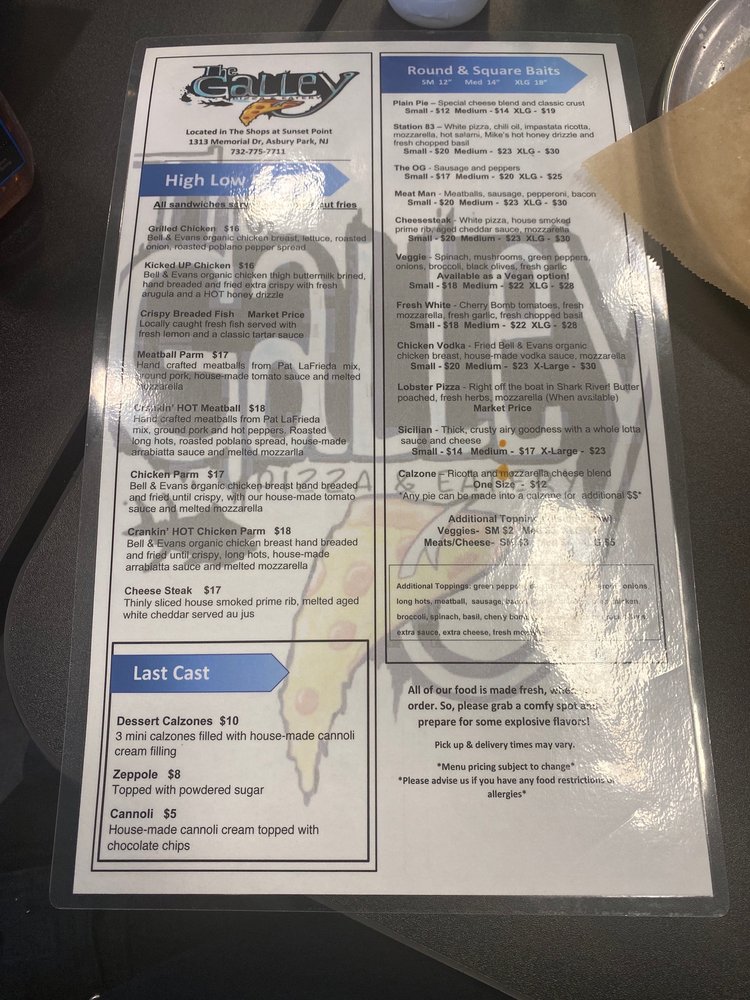 The
Galley
PIZZA & EATERY
Located in The Shops at Sunset Point
1313 Memorial Dr, Asbury Park, NJ
732-775-7711
High Low
All sandwiches cut fries
Grilled Chicken $16
Bell & Evans organic chicken breast, lettuce, roasted
onion, roasted poblano pepper spread
Kicked UP Chicken $16
Bell & Evans organic chicken thigh buttermilk brined,
hand breaded and fried extra crispy with fresh
arugula and a HOT honey drizzle
Crispy Breaded Fish Market Price
Locally caught fresh fish served with
fresh lemon and a classic tartar sauce
Meatball Parm $17
Hand crafted meatballs from Pat LaFrieda mix,
ground pork, house-made tomato sauce and melted
mozzarella
Crankin' HOT Meatball $18
Hand crafted meatballs from Pat LaFrieda
mix, ground pork and hot peppers. Roasted
long hots, roasted poblano spread, house-made
arrabiatta sauce and melted mozzarlla
Chicken Parm $17
Bell & Evans organic chicken breast hand breaded
and fried until crispy, with our house-made tomato
sauce and melted mozzarella
Crankin' HOT Chicken Parm $18
Bell & Evans organic chicken breast hand breaded
and fried until crispy, long hots, house-made
arrabiatta sauce and melted mozzarella
Cheese Steak $17
Thinly sliced house smoked prime rib, melted aged
white cheddar served au jus
Last Cast
Dessert Calzones $10
3 mini calzones filled with house-made cannoli
cream filling
Zeppole $8
Topped with powdered sugar
Cannoli $5
House-made cannoli cream topped with
chocolate chips
Round & Square Baits
SM 12" Med 14" XLG 18"
Plain Pie – Special cheese blend and classic crust
Small - $12 Medium - $14 XLG - $19
Station 83 – White pizza, chili oil, impastata ricotta,
mozzarella, hot salami, Mike's hot honey drizzle and
fresh chopped basil
Small - $20 Medium - $23 XLG - $30
The OG - Sausage and peppers
Small - $17 Medium - $20 XLG - $25
Meat Man - Meatballs, sausage, pepperoni, bacon
Small - $20 Medium - $23 XLG - $30
Cheesesteak - White pizza, house smoked
prime rib, aged cheddar sauce, mozzarella
Small - $20 Medium - $23 XLG - $30
Veggie - Spinach, mushrooms, green peppers,
onions, broccoli, black olives, fresh garlic
Available as a Vegan option!
Small - $18 Medium - $22 XLG - $28
Fresh White - Cherry Bomb tomatoes, fresh
mozzarella, fresh garlic, fresh chopped basil
Small - $18 Medium - $22 XLG - $28
Chicken Vodka - Fried Bell & Evans organic
chicken breast, house-made vodka sauce, mozzarella
Small - $20 Medium - $23 X-Large - $30
Lobster Pizza - Right off the boat in Shark River! Butter
poached, fresh herbs, mozzarella (When available)
Market Price
Sicilian - Thick, crusty airy goodness with a whole lotta
sauce and cheese
Small - $14 Medium - $17 X-Large - $23
Calzone – Ricotta and mozzarella cheese blend
One Size - $12
*Any pie can be made into a calzone for additional $$*
Additional Topping
Veggies- SM $2
Meats/Cheese- SM $3 $5
Additional Toppings: green onions,
long hots, meatball, sausage, chicken,
broccoli, spinach, basil, cherry
extra sauce, extra cheese, fresh
All of our food is made fresh,
order. So, please grab a comfy spot and
prepare for some explosive flavors!
Pick up & delivery times may vary.
*Menu pricing subject to change*
*Please advise us if you have any food restrictions or
allergies*
Galley
PIZZA & EATERY